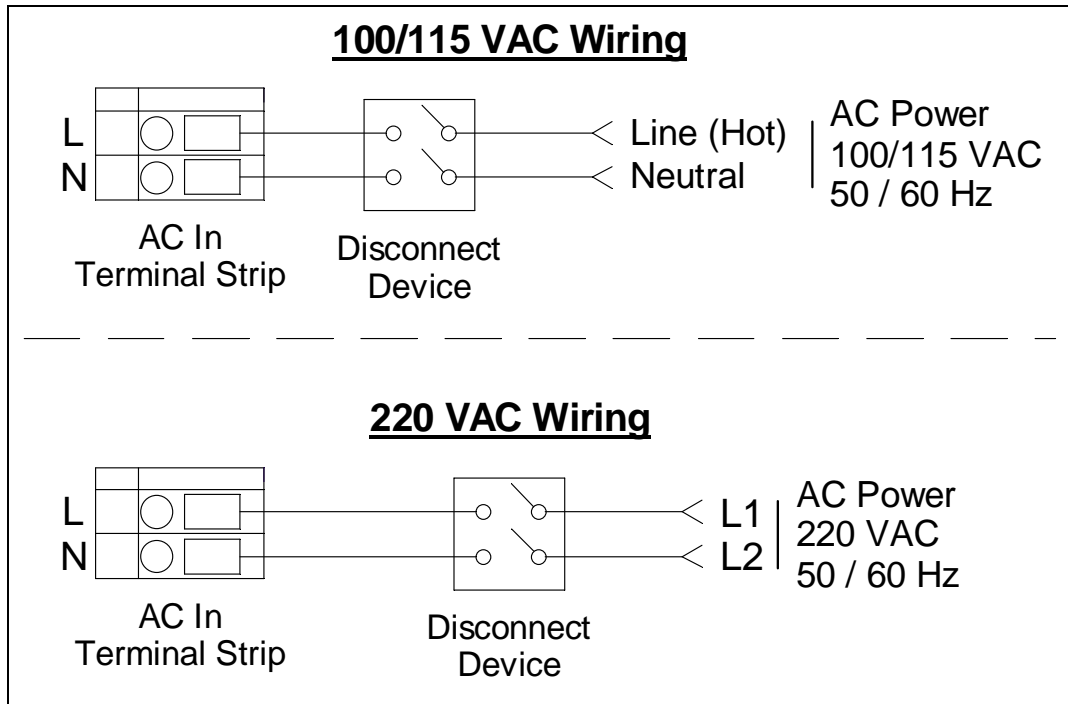 100/115 VAC Wiring
L
N
AC In
Terminal Strip
Disconnect
Device
Line (Hot)
Neutral
AC Power
100/115 VAC
50 / 60 Hz
220 VAC Wiring
L
N
AC In
Terminal Strip
Disconnect
Device
L1
L2
AC Power
220 VAC
50 / 60 Hz